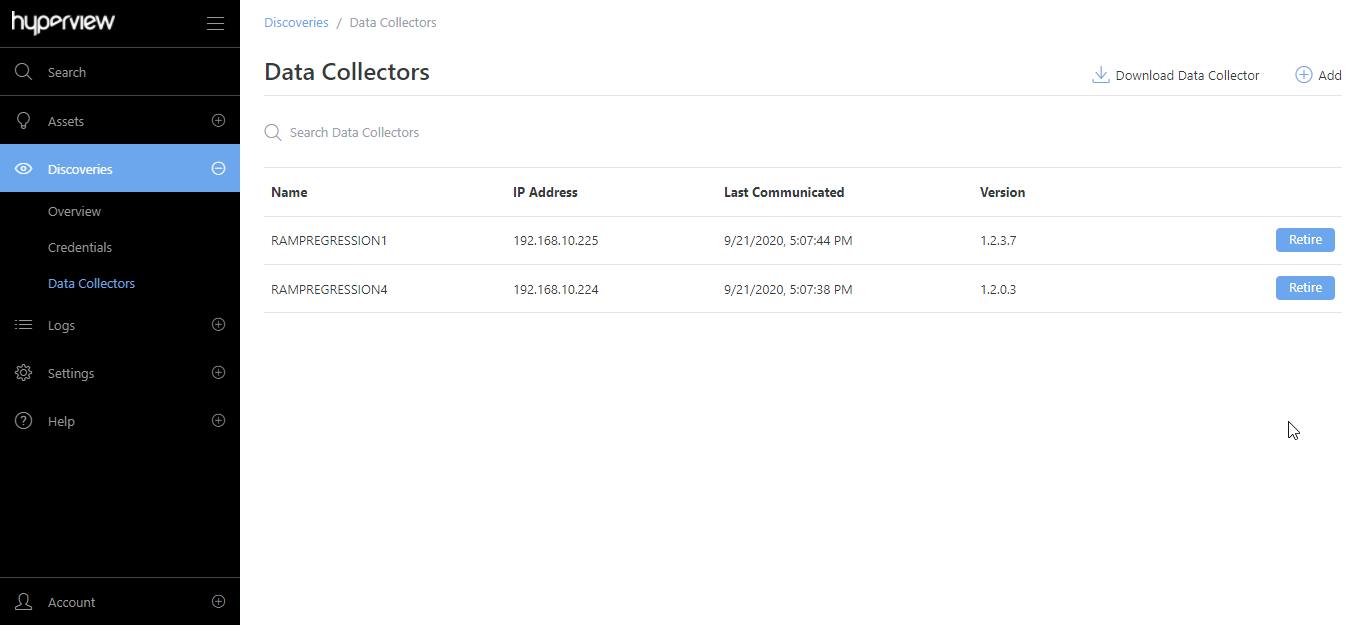 hyperview
Search
Assets
Discoveries
Overview
Credentials
Data Collectors
Logs
Settings
Help
Account
Discoveries / Data Collectors
Data Collectors
Download Data Collector
Add
Search Data Collectors
Name IP Address Last Communicated Version
RAMPREGRESSION1 192.168.10.225 9/21/2020, 5:07:44 PM 1.2.3.7 Retire
RAMPREGRESSION4 192.168.10.224 9/21/2020, 5:07:38 PM 1.2.0.3 Retire